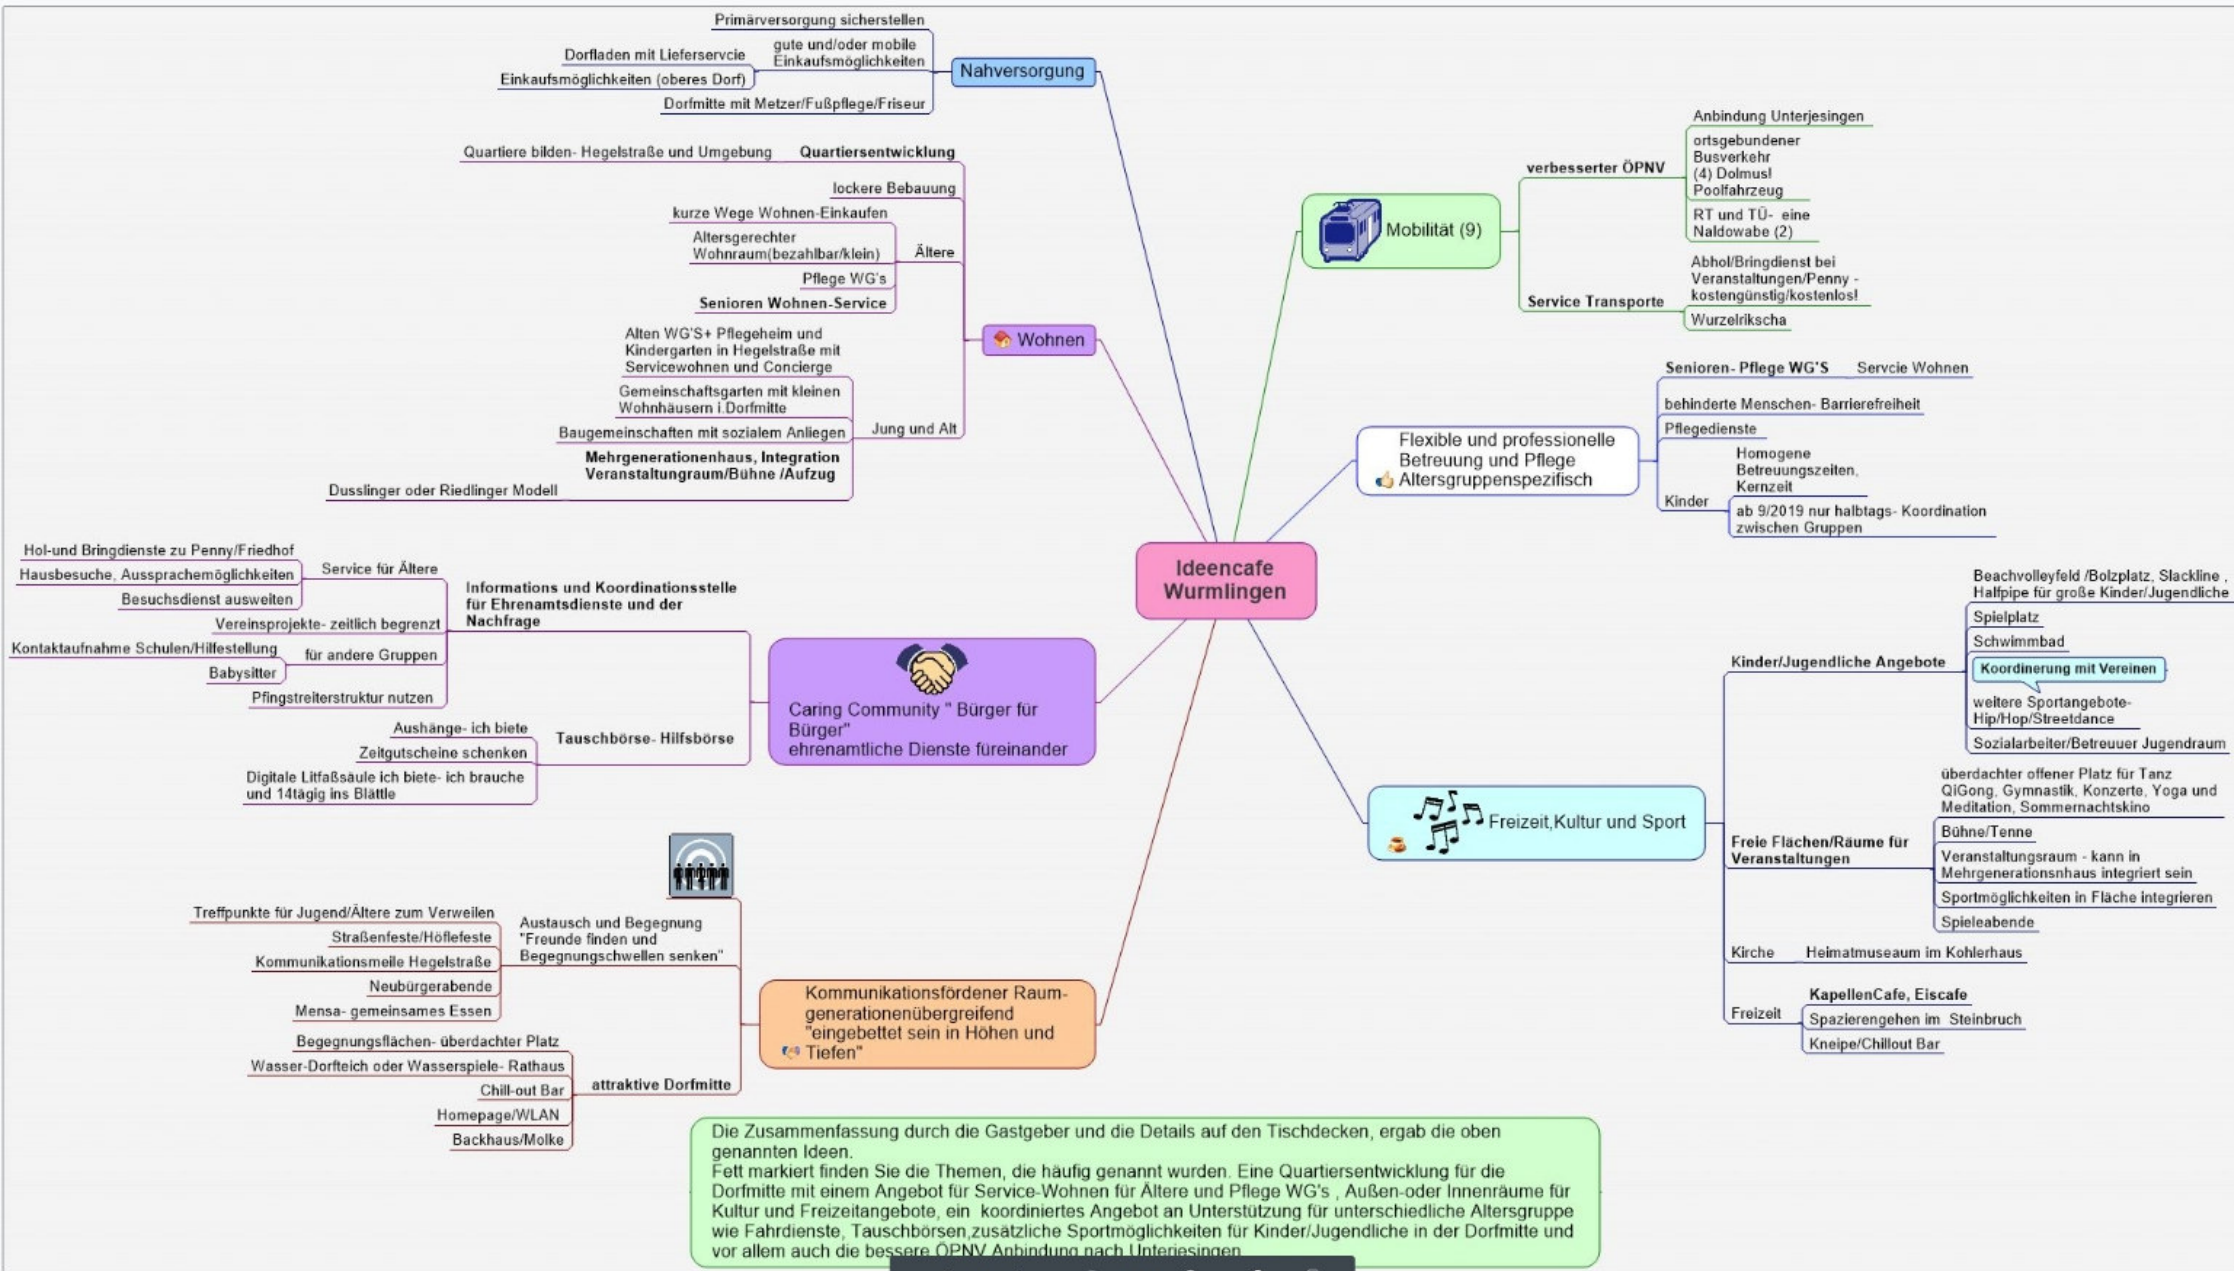 Primärversorgung sicherstellen
gute und/oder mobile
Einkaufsmöglichkeiten
Dorfladen mit Lieferservcie
Einkaufsmöglichkeiten (oberes Dorf)
Dorfmitte mit Metzer/Fußpflege/Friseur
Nahversorgung
Quartiere bilden- Hegelstraße und Umgebung
Quartiersentwicklung
lockere Bebauung
kurze Wege Wohnen-Einkaufen
Altersgerechter
Wohnraum(bezahlbar/klein)
Pflege WG's
Senioren Wohnen-Service
Ältere
Wohnen
Alten WG'S+ Pflegeheim und
Kindergarten in Hegelstraße mit
Servicewohnen und Concierge
Gemeinschaftsgarten mit kleinen
Wohnhäusern i.Dorfmitte
Baugemeinschaften mit sozialem Anliegen
Jung und Alt
Mehrgenerationenhaus, Integration
Veranstaltungraum/Bühne /Aufzug
Dusslinger oder Riedlinger Modell
Hol-und Bringdienste zu Penny/Friedhof
Hausbesuche, Aussprachemöglichkeiten
Besuchsdienst ausweiten
Service für Ältere
Informations und Koordinationsstelle
für Ehrenamtsdienste und der
Nachfrage
Vereinsprojekte- zeitlich begrenzt
Kontaktaufnahme Schulen/Hilfestellung
Babysitter
für andere Gruppen
Pfingstreiterstruktur nutzen
Aushänge- ich biete
Zeitgutscheine schenken
Digitale Litfaßsäule ich biete- ich brauche
und 14tägig ins Blättle
Tauschbörse- Hilfsbörse
Caring Community " Bürger für
Bürger"
ehrenamtliche Dienste füreinander
Treffpunkte für Jugend/Ältere zum Verweilen
Straßenfeste/Höflefeste
Kommunikationsmeile Hegelstraße
Neubürgerabende
Mensa- gemeinsames Essen
Austausch und Begegnung
"Freunde finden und
Begegnungschwellen senken"
Begegnungsflächen- überdachter Platz
Wasser-Dorfteich oder Wasserspiele- Rathaus
Chill-out Bar
Homepage/WLAN
Backhaus/Molke
attraktive Dorfmitte
Kommunikationsfördener Raum-
generationenübergreifend
"eingebettet sein in Höhen und
Tiefen"
Ideencafe
Wurmlingen
Mobilität (9)
verbesserter ÖPNV
Anbindung Unterjesingen
ortsgebundener
Busverkehr
(4) Dolmus!
Poolfahrzeug
RT und TÜ- eine
Naldowabe (2)
Service Transporte
Abhol/Bringdienst bei
Veranstaltungen/Penny -
kostengünstig/kostenlos!
Wurzelrikscha
Flexible und professionelle
Betreuung und Pflege
Altersgruppenspezifisch
Senioren- Pflege WG'S
Servcie Wohnen
behinderte Menschen- Barrierefreiheit
Pflegedienste
Kinder
Homogene
Betreuungszeiten,
Kernzeit
ab 9/2019 nur halbtags- Koordination
zwischen Gruppen
Freizeit,Kultur und Sport
Kinder/Jugendliche Angebote
Beachvolleyfeld /Bolzplatz, Slackline ,
Halfpipe für große Kinder/Jugendliche
Spielplatz
Schwimmbad
Koordinerung mit Vereinen
weitere Sportangebote-
Hip/Hop/Streetdance
Sozialarbeiter/Betreuuer Jugendraum
Freie Flächen/Räume für
Veranstaltungen
überdachter offener Platz für Tanz
QiGong, Gymnastik, Konzerte, Yoga und
Meditation, Sommernachtskino
Bühne/Tenne
Veranstaltungsraum - kann in
Mehrgenerationsnhaus integriert sein
Sportmöglichkeiten in Fläche integrieren
Spieleabende
Kirche
Heimatmuseaum im Kohlerhaus
Freizeit
KapellenCafe, Eiscafe
Spazierengehen im Steinbruch
Kneipe/Chillout Bar
Die Zusammenfassung durch die Gastgeber und die Details auf den Tischdecken, ergab die oben
genannten Ideen.
Fett markiert finden Sie die Themen, die häufig genannt wurden. Eine Quartiersentwicklung für die
Dorfmitte mit einem Angebot für Service-Wohnen für Ältere und Pflege WG's , Außen-oder Innenräume für
Kultur und Freizeitangebote, ein koordiniertes Angebot an Unterstützung für unterschiedliche Altersgruppe
wie Fahrdienste, Tauschbörsen,zusätzliche Sportmöglichkeiten für Kinder/Jugendliche in der Dorfmitte und
vor allem auch die bessere ÖPNV Anbindung nach Unterjesingen